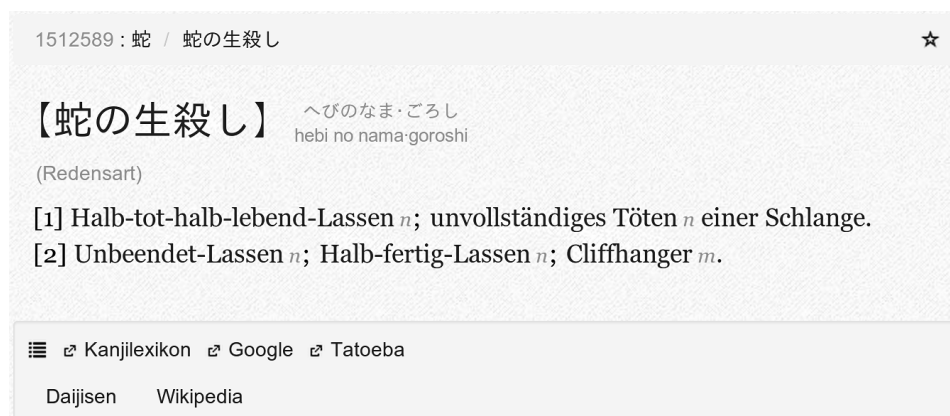 1512589 : 蛇 / 蛇の生殺し
【蛇の生殺し】 へびのなま·ごろし
hebi no nama·goroshi
(Redensart)
[1] Halb-tot-halb-lebend-Lassen n; unvollständiges Töten n einer Schlange.
[2] Unbeendet-Lassen n; Halb-fertig-Lassen n; Cliffhanger m.
Kanjilexikon Google Tatoeba
Daijisen Wikipedia